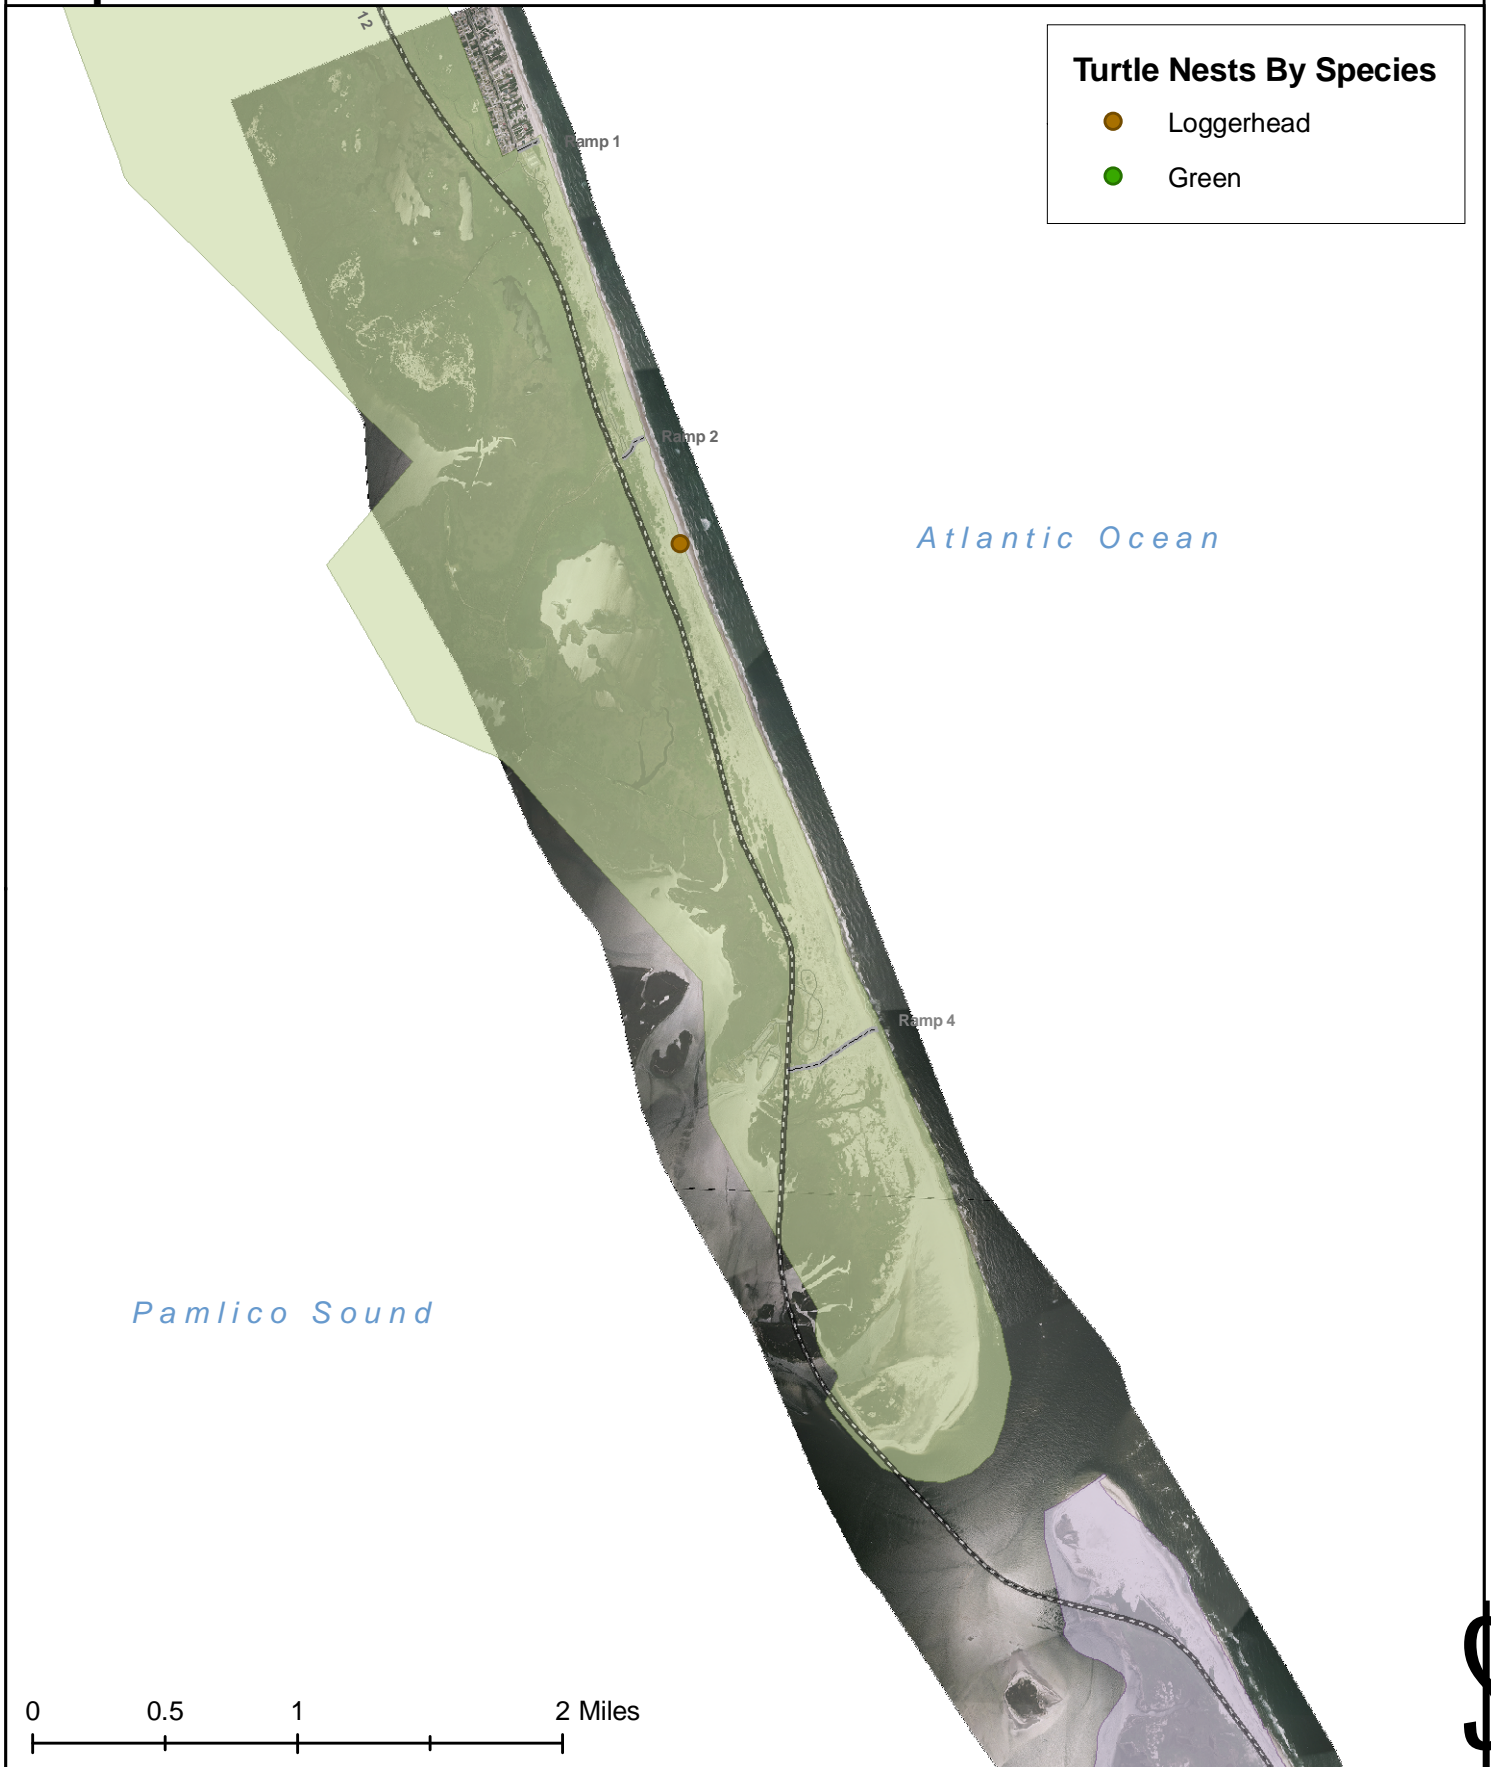 12
Turtle Nests By Species
Loggerhead
Green
Ramp 1
Ramp 2
Atlantic Ocean
Ramp 4
Pamlico Sound
0 0.5 1 2 Miles